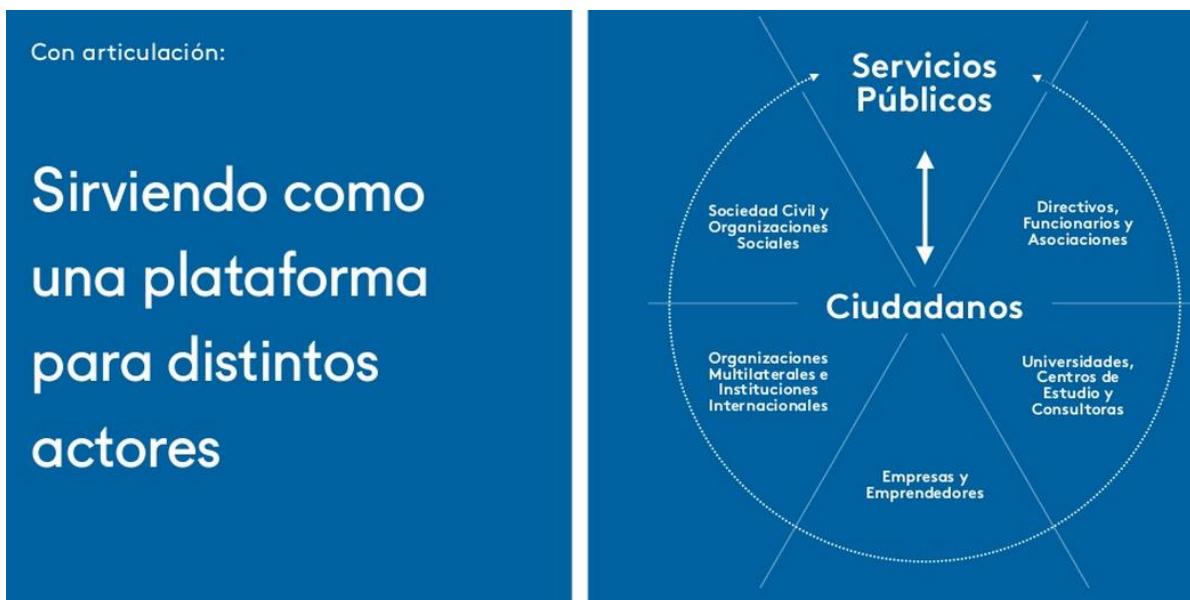 Con articulación:
Sirviendo como
una plataforma
para distintos
actores
Servicios
Públicos
Sociedad Civil y
Organizaciones
Sociales
Directivos,
Funcionarios y
Asociaciones
Ciudadanos
Organizaciones
Multilaterales e
Instituciones
Internacionales
Universidades,
Centros de
Estudio y
Consultoras
Empresas y
Emprendedores